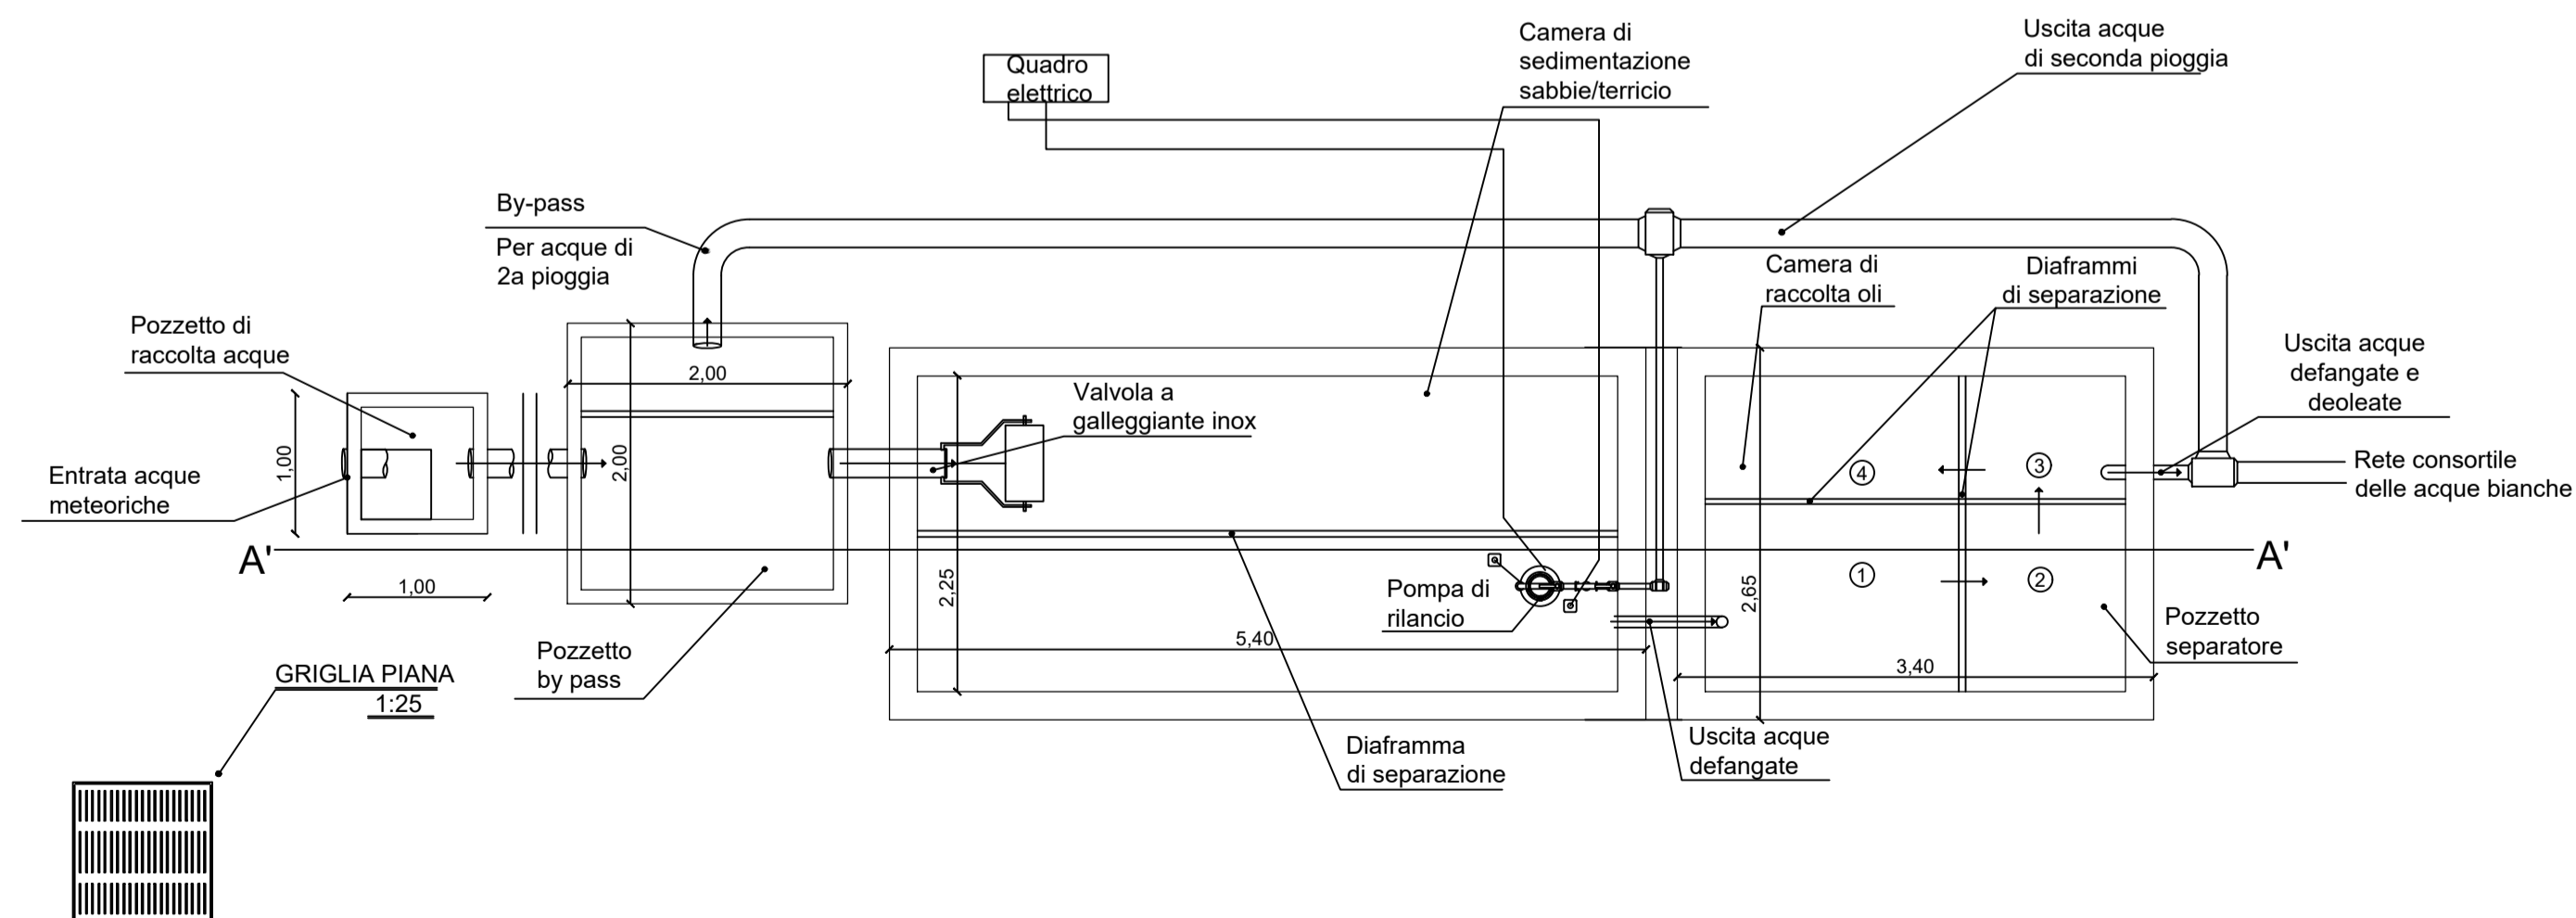 Quadro
elettrico
Camera di
sedimentazione
sabbie/terricio
Uscita acque
di seconda pioggia
By-pass
Per acque di
2a pioggia
Camera di
raccolta oli
Diaframmi
di separazione
Pozzetto di
raccolta acque
Uscita acque
defangate e
deoleate
2,00
Valvola a
galleggiante inox
1,00
2,00
Entrata acque
meteoriche
4
3
Rete consortile
delle acque bianche
A'
A'
1,00
2,25
Pompa di
rilancio
2,65
1
2
Pozzetto
separatore
5,40
3,40
Pozzetto
by pass
GRIGLIA PIANA
1:25
Diaframma
di separazione
Uscita acque
defangate